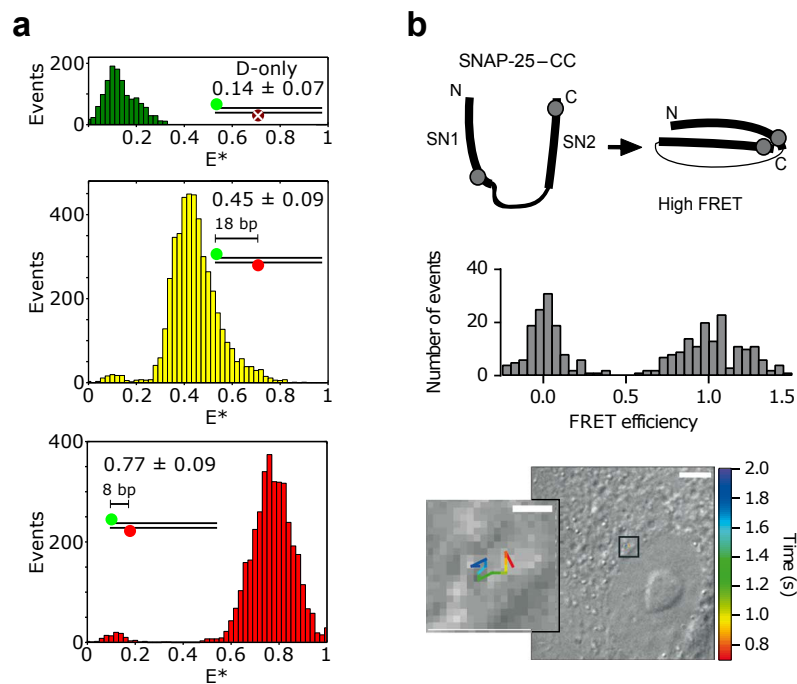 a
D-only
0.14 ± 0.07
200
0
Events
0 0.2 0.4 0.6 0.8 1
E*
0.45 ± 0.09
18 bp
400
200
0
Events
0 0.2 0.4 0.6 0.8 1
E*
0.77 ± 0.09
8 bp
400
200
0
Events
0 0.2 0.4 0.6 0.8 1
E*
b
SNAP-25–CC
N
C
SN1
SN2
N
C
High FRET
40
20
0
Number of events
0.0 0.5 1.0 1.5
FRET efficiency
2.0
1.8
1.6
1.4
1.2
1.0
0.8
Time (s)